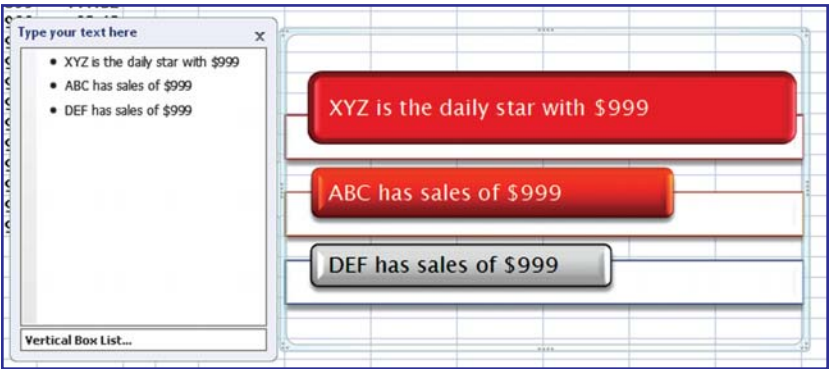 Type your text here x
• XYZ is the daily star with $999
• ABC has sales of $999
• DEF has sales of $999
Vertical Box List...
XYZ is the daily star with $999
ABC has sales of $999
DEF has sales of $999